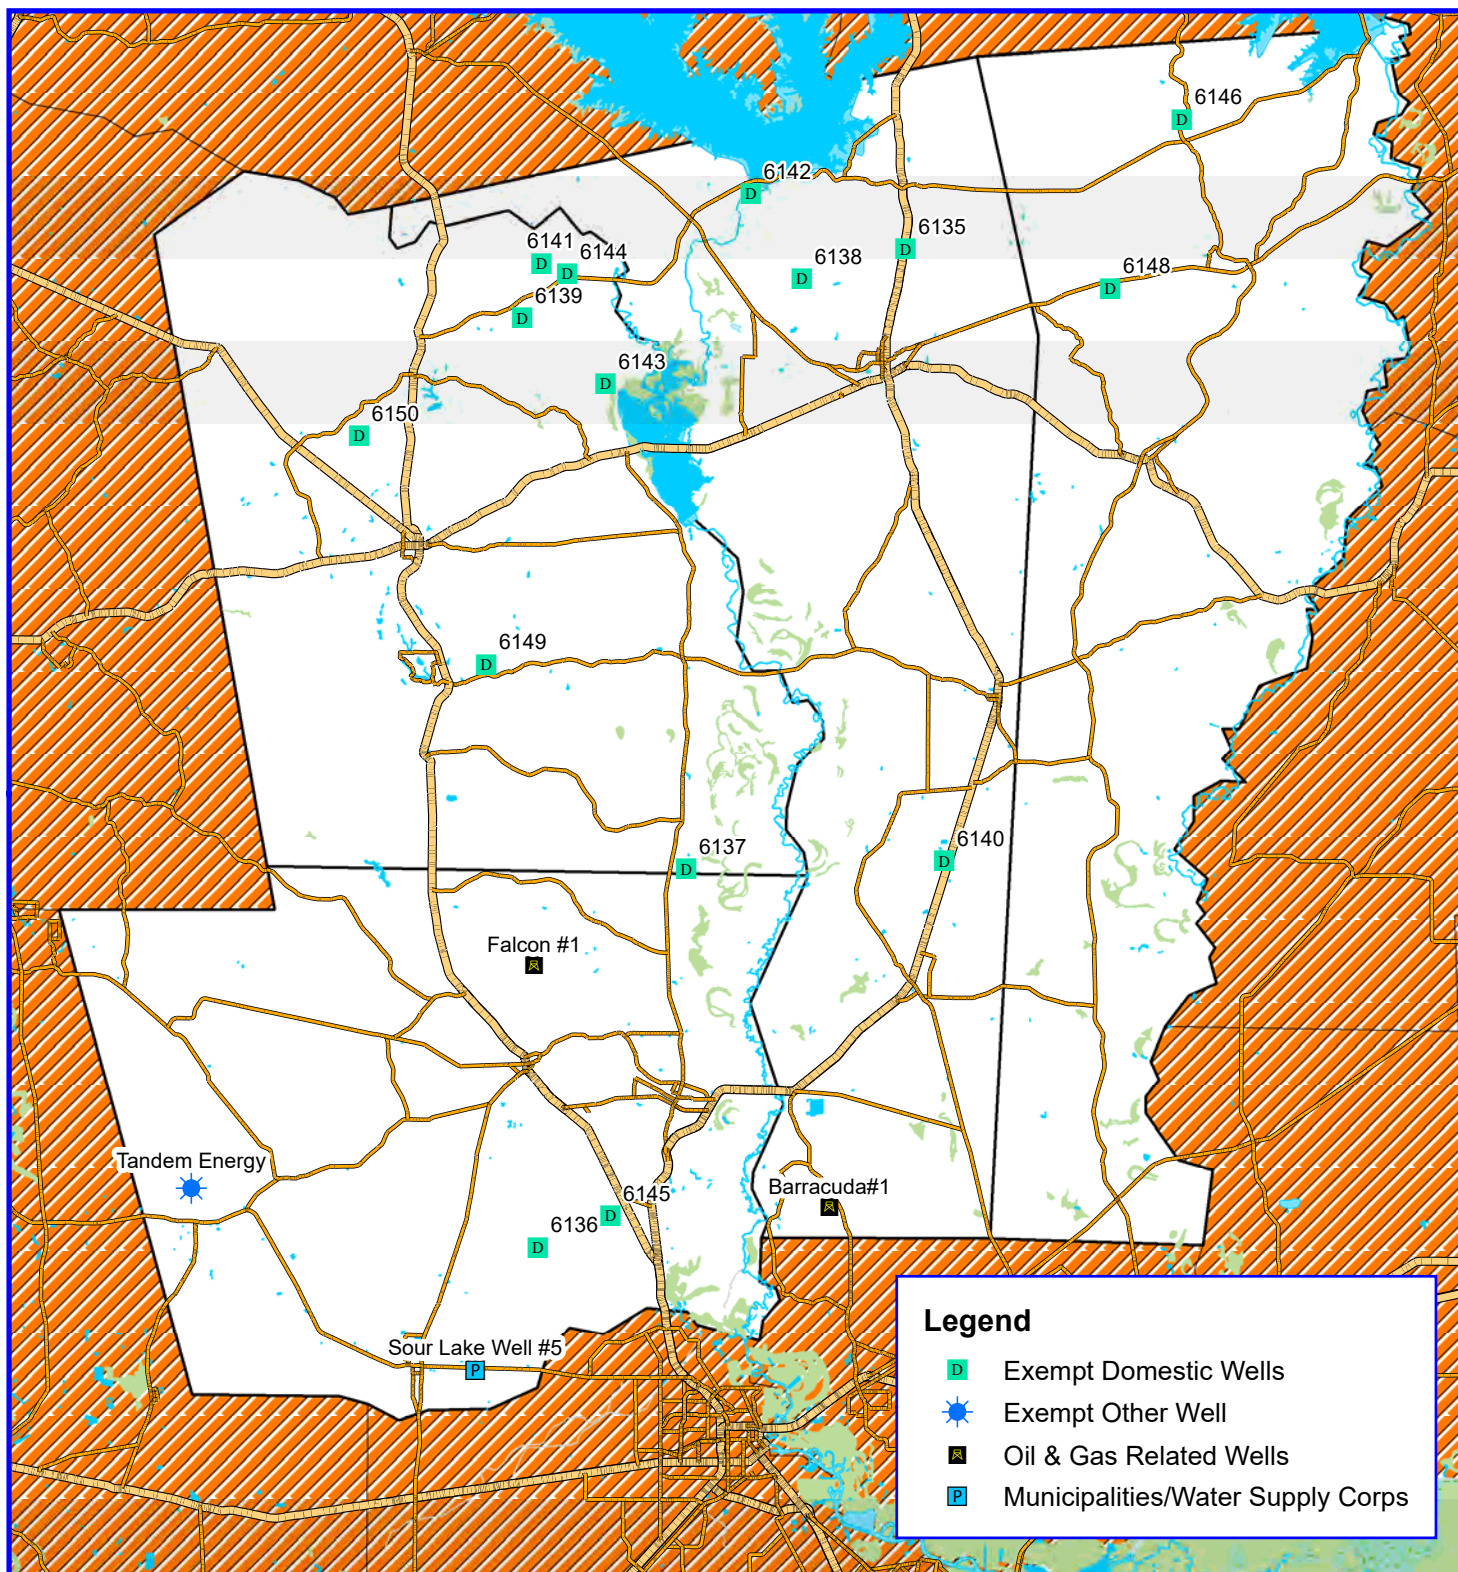 6146
6142
6135
6141
6144
6138
6148
6139
6143
6150
6149
6137
6140
Falcon #1
Tandem Energy
6145
Barracuda#1
6136
Sour Lake Well #5
Legend
D Exempt Domestic Wells
Exempt Other Well
Oil & Gas Related Wells
P Municipalities/Water Supply Corps